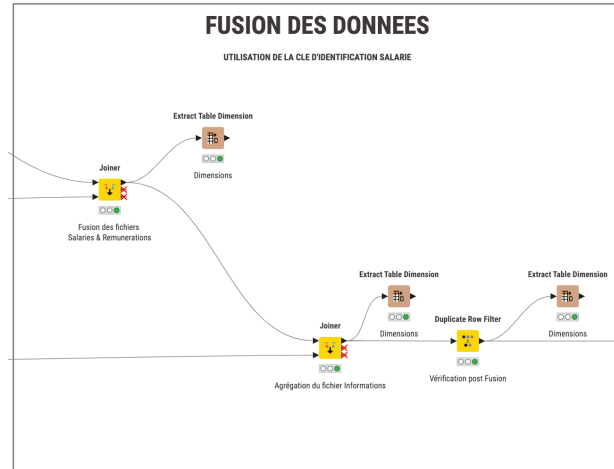 FUSION DES DONNEES
UTILISATION DE LA CLE D'IDENTIFICATION SALARIE
Extract Table Dimension
Dimensions
Joiner
Fusion des fichiers
Salaries & Remunerations
Extract Table Dimension
Dimensions
Extract Table Dimension
Dimensions
Joiner
Agrégation du fichier Informations
Duplicate Row Filter
Vérification post Fusion